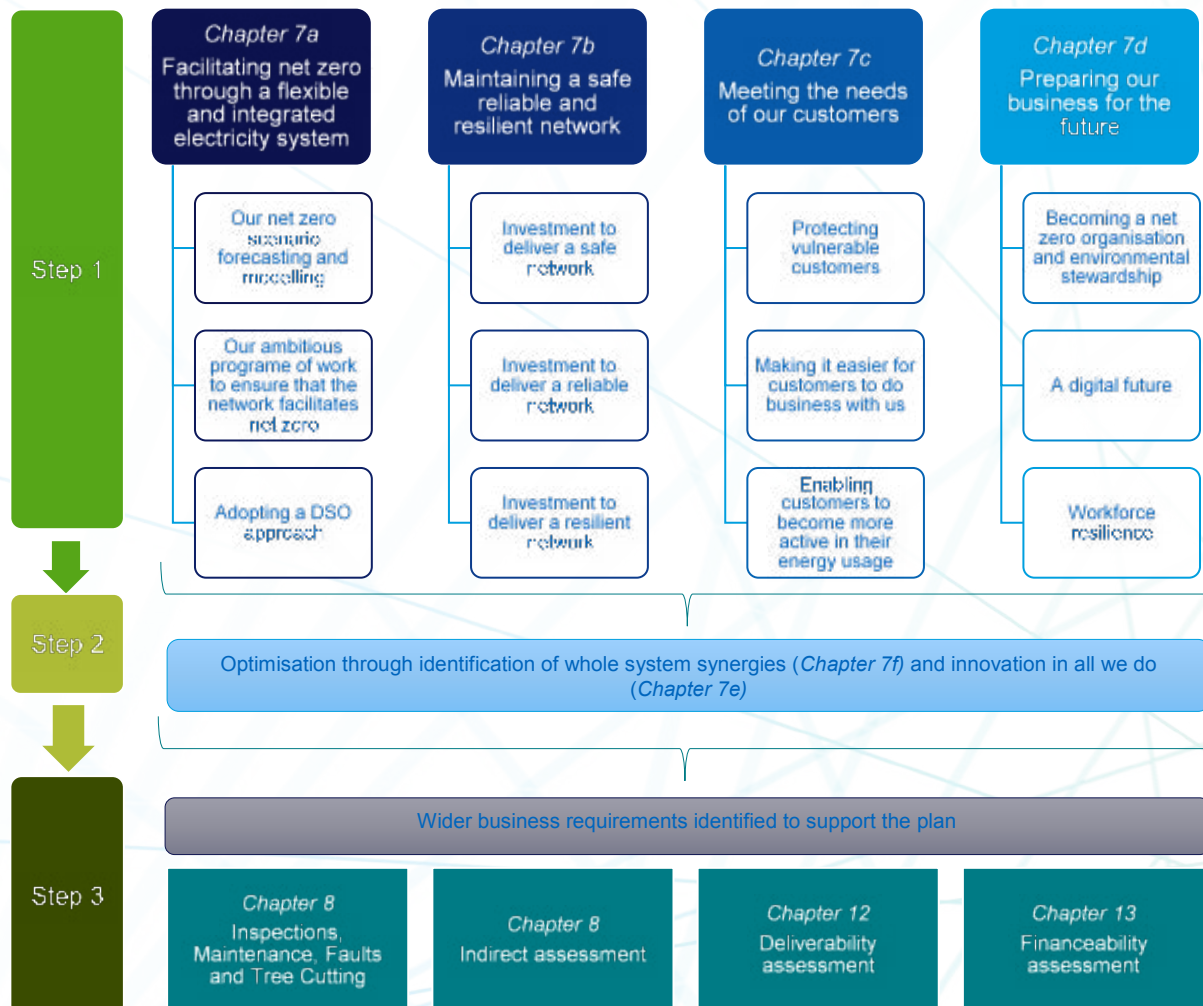 Step 1
Chapter 7a
Facilitating net zero
through a flexible
and integrated
electricity system
Our net zero
scenario
forecasting and
modelling
Our ambitious
programe of work
to ensure that the
network facilitates
net zero
Adopting a DSO
approach
Chapter 7b
Maintaining a safe
reliable and
resilient network
Investment to
deliver a safe
network
Investment to
deliver a reliable
network
Investment to
deliver a resilient
network
Chapter 7c
Meeting the needs
of our customers
Protecting
vulnerable
customers
Making it easier for
customers to do
business with us
Enabling
customers to
become more
active in their
energy usage
Chapter 7d
Preparing our
business for the
future
Becoming a net
zero organisation
and environmental
stewardship
A digital future
Workforce
resilience
Step 2
Optimisation through identification of whole system synergies (Chapter 7f) and innovation in all we do
(Chapter 7e)
Step 3
Wider business requirements identified to support the plan
Chapter 8
Inspections,
Maintenance, Faults
and Tree Cutting
Chapter 8
Indirect assessment
Chapter 12
Deliverability
assessment
Chapter 13
Financeability
assessment